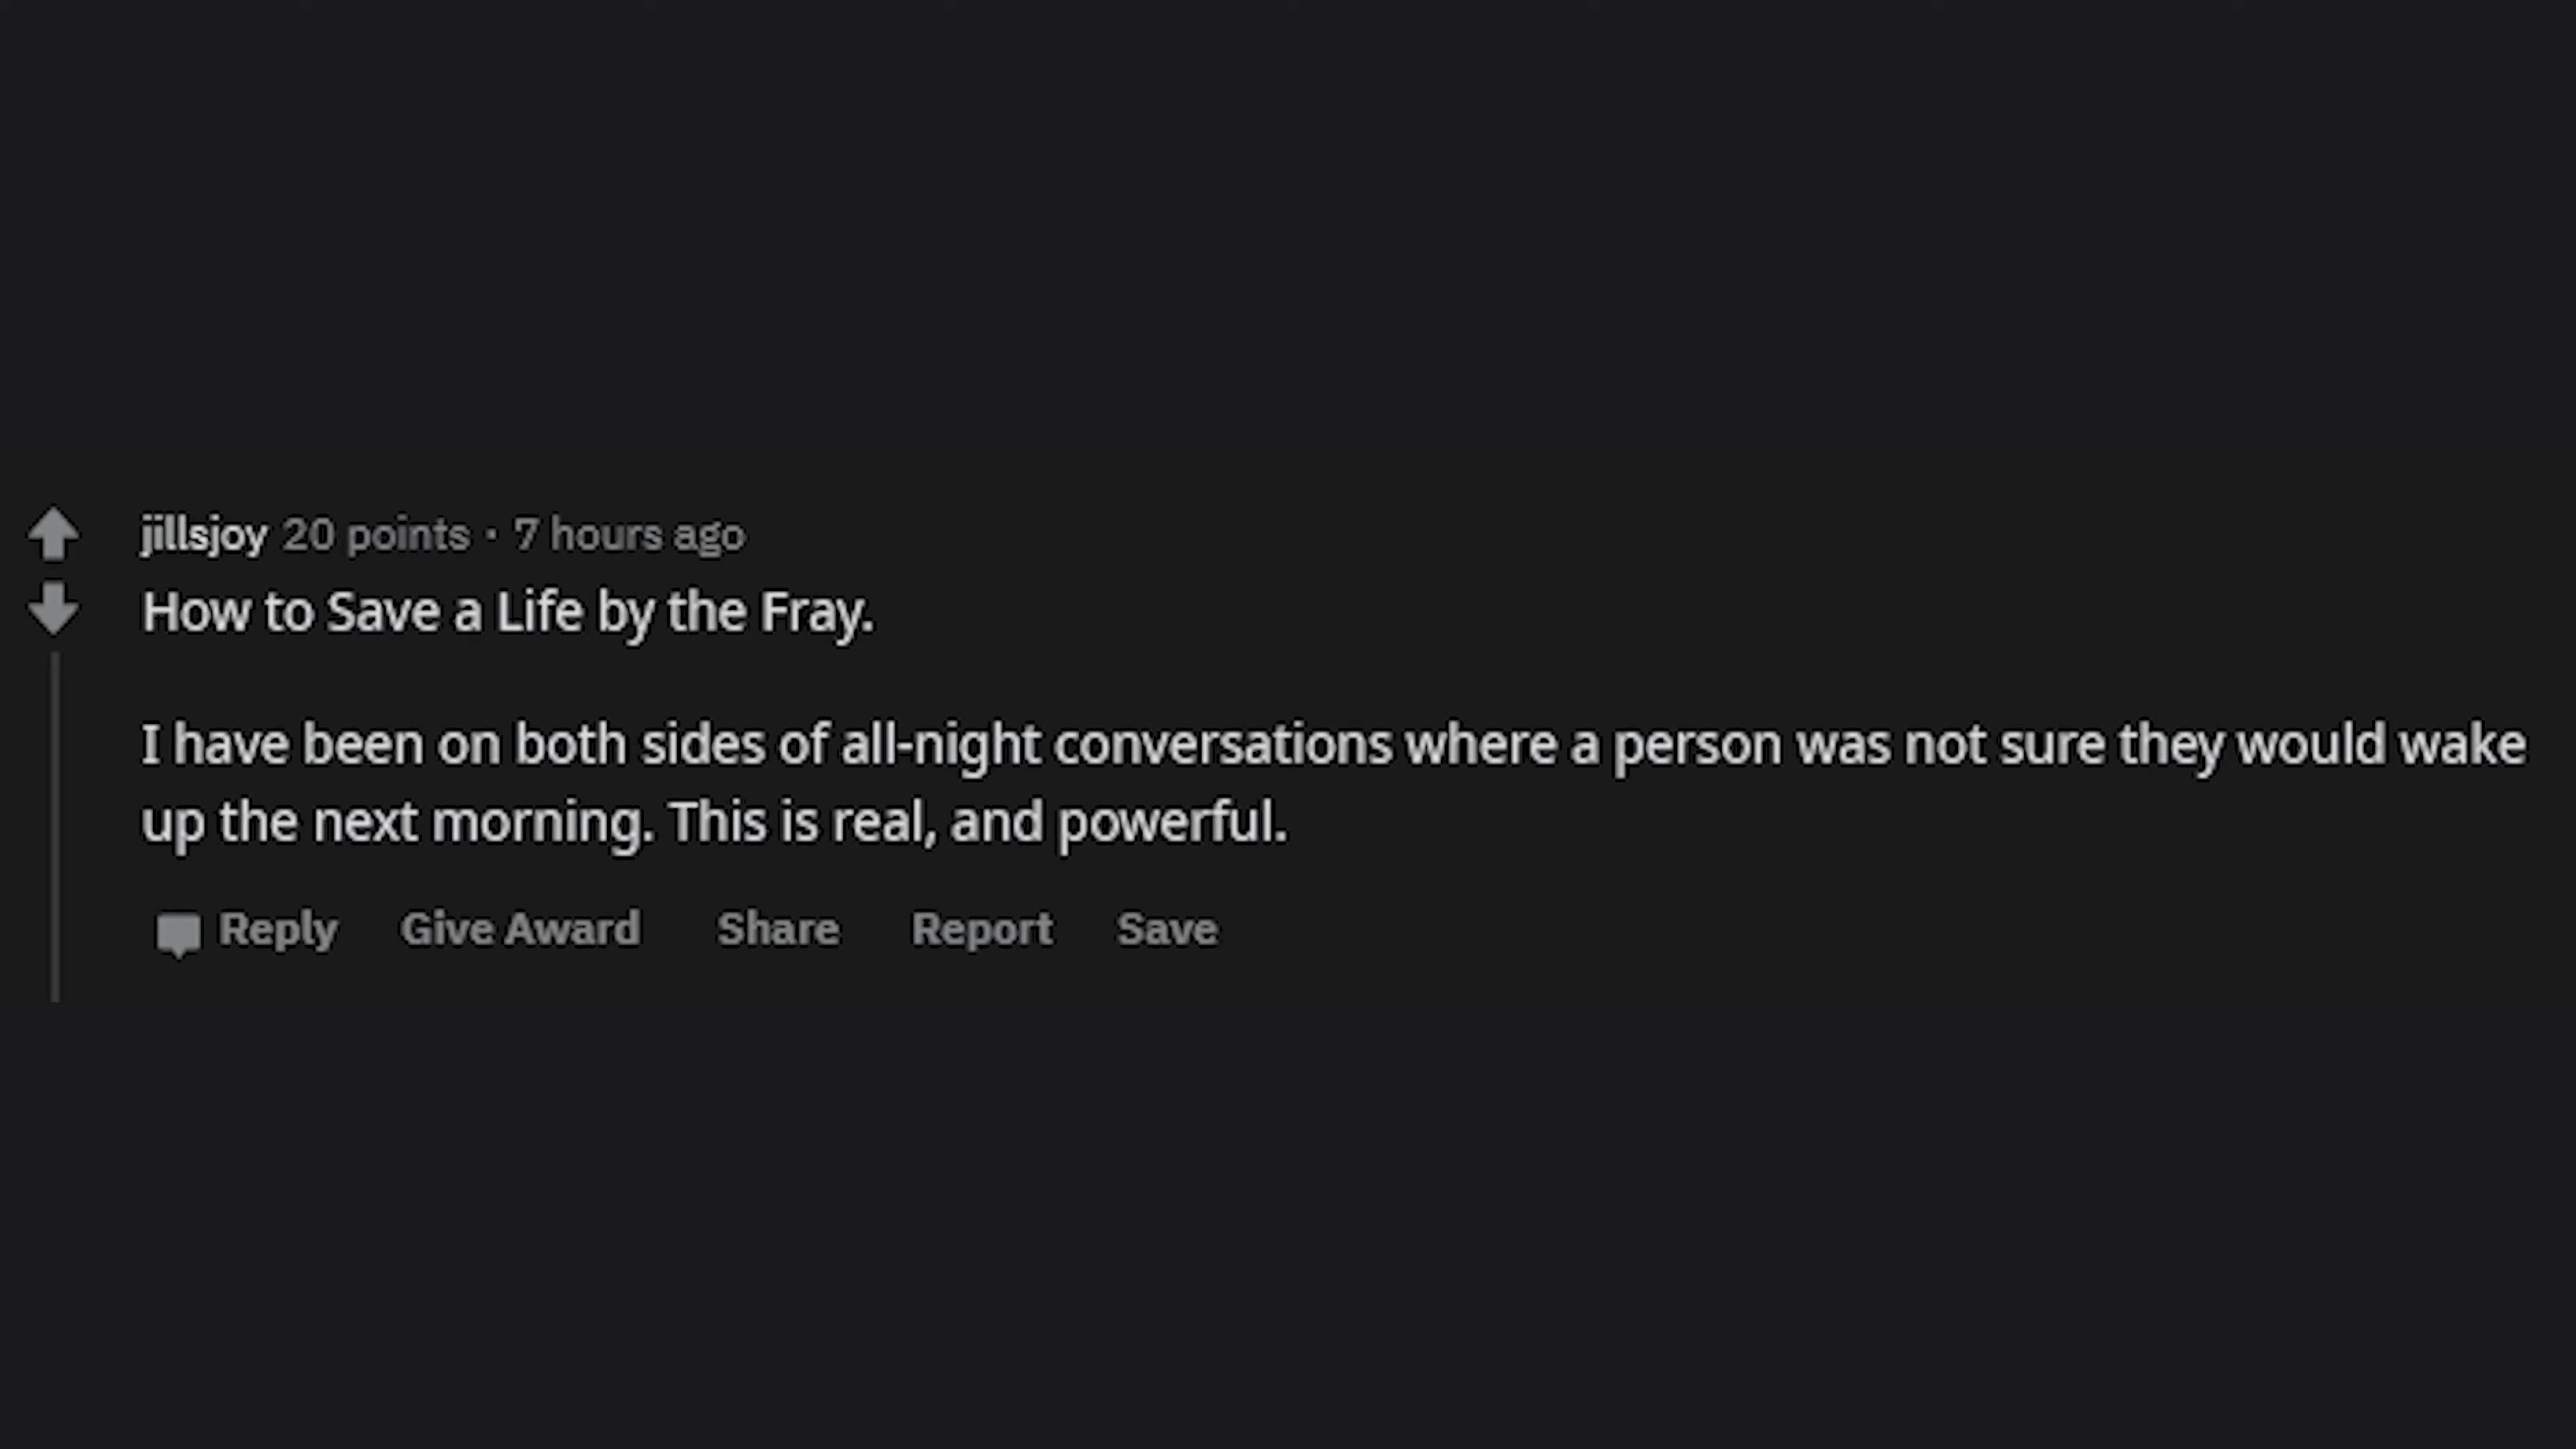 jillsjoy 20 points · 7 hours ago
How to Save a Life by the Fray.
I have been on both sides of all-night conversations where a person was not sure they would wake
up the next morning. This is real, and powerful.
Reply Give Award Share Report Save